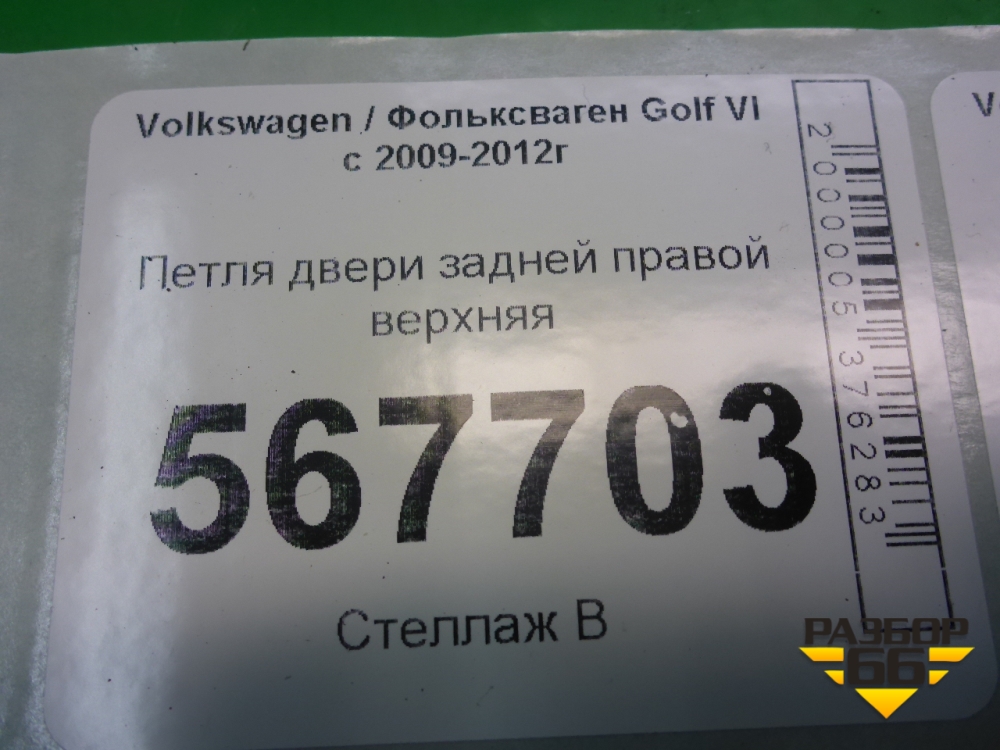 Volkswagen / Фольксваген Golf VI
с 2009-2012г
Петля двери задней правой
верхняя
567703
Стеллаж В
2000005376283
V
РАЗБОР
66